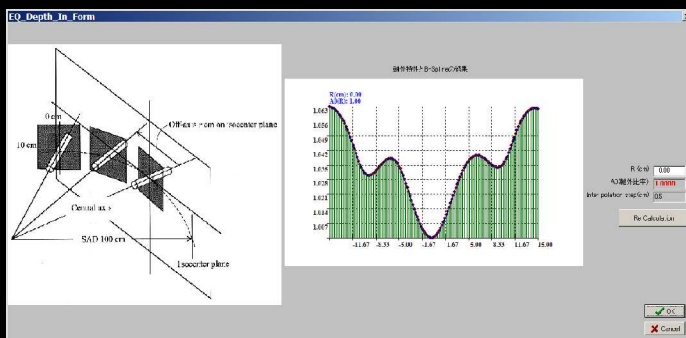 EQ_Depth_In_Form
0 cm
10 cm
Off-axis r cm on isocenter plane
Central axis
SAD 100 cm
Isocenter plane
R(cm): 0.00
A0(R): 1.00
1.063
1.056
1.049
1.042
1.035
1.028
1.021
1.014
1.007
-11.67 -8.33 -5.00 -1.67 1.67 5.00 8.33 11.67 15.00
R (cm) 0.00
1.0000
Inter polation step(cm) 0.5
Re Calculation
OK
Cancel